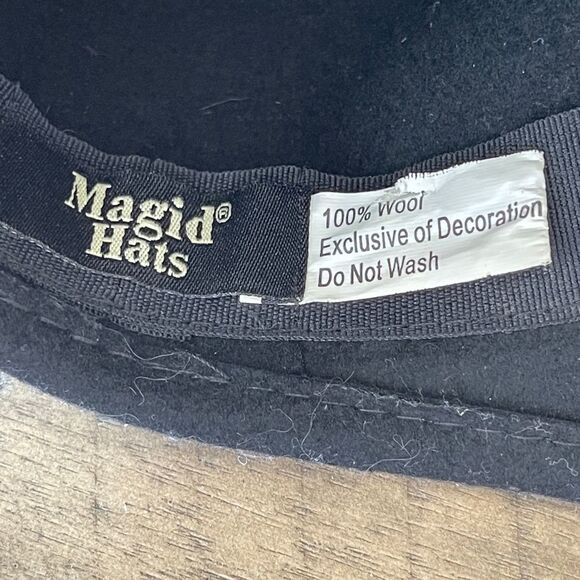 Magid®
Hats
100% Wool
Exclusive of Decoration
Do Not Wash